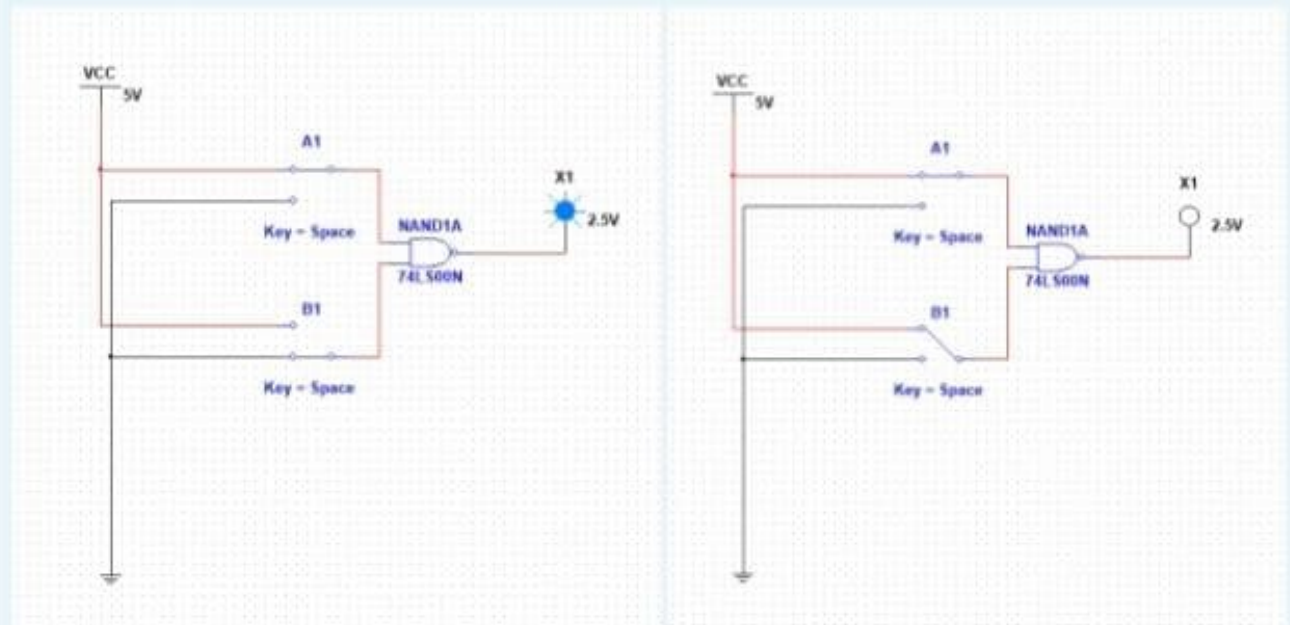 VCC
5V
A1
Key = Space
X1
2.5V
NAND1A
74LS00N
B1
Key = Space
VCC
5V
A1
Key = Space
X1
2.5V
NAND1A
74LS00N
B1
Key = Space